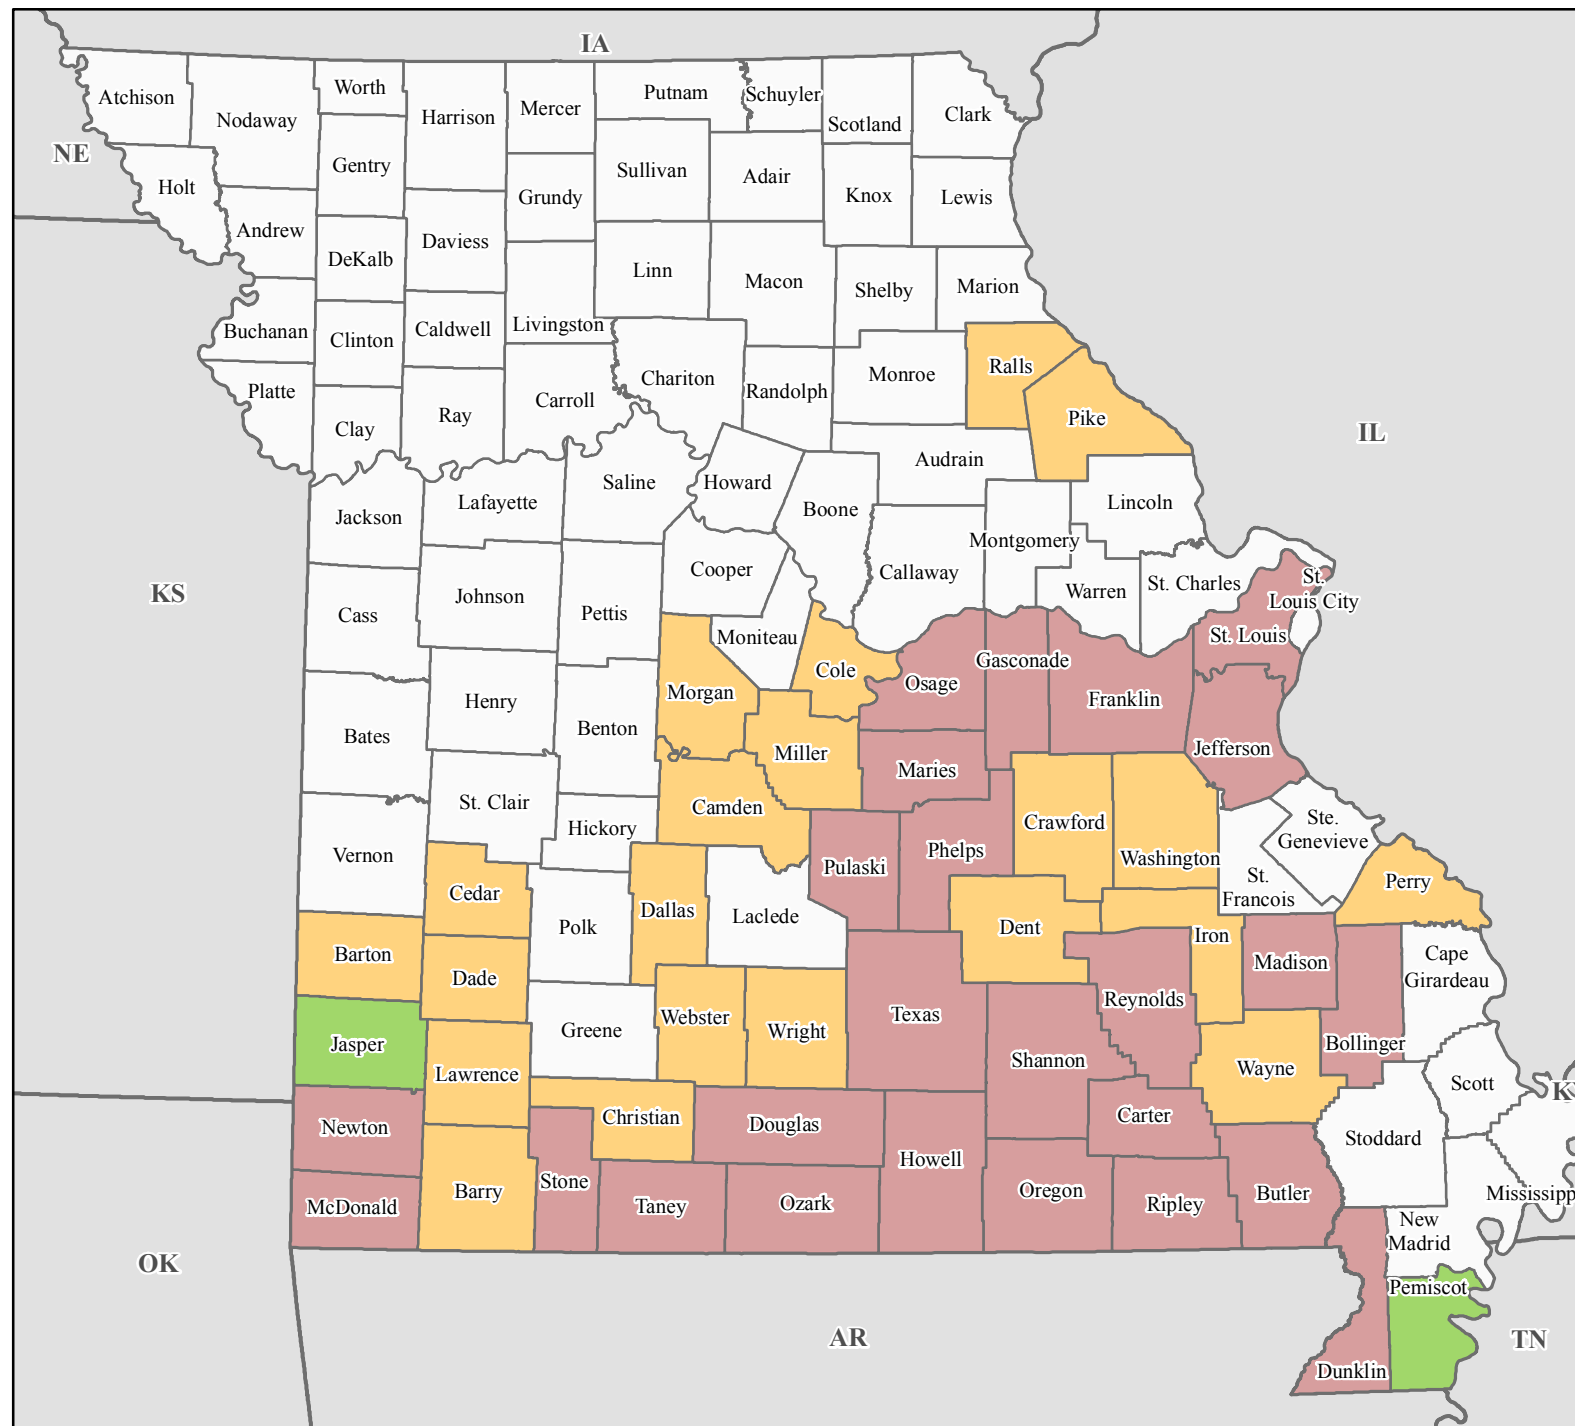 IA
Atchison
Nodaway
Worth
Harrison
Mercer
Putnam
Schuyler
Scotland
Clark
NE
Holt
Gentry
Grundy
Sullivan
Adair
Knox
Lewis
Andrew
DeKalb
Daviess
Linn
Macon
Shelby
Marion
Buchanan
Clinton
Caldwell
Livingston
Chariton
Randolph
Monroe
Ralls
Platte
Clay
Ray
Carroll
Pike
IL
Audrain
Jackson
Lafayette
Saline
Howard
Boone
Lincoln
Montgomery
KS
Cass
Johnson
Pettis
Cooper
Callaway
Warren
St. Charles
St.
Louis City
St. Louis
Moniteau
Cole
Osage
Gasconade
Franklin
Henry
Morgan
Benton
Bates
Miller
Maries
Jefferson
St. Clair
Hickory
Camden
Crawford
Washington
Ste.
Genevieve
Vernon
Pulaski
Phelps
St.
Francois
Perry
Cedar
Polk
Dallas
Laclede
Dent
Iron
Barton
Dade
Madison
Cape
Girardeau
Jasper
Greene
Webster
Wright
Texas
Reynolds
Bollinger
Lawrence
Shannon
Wayne
Scott
K
Newton
Christian
Douglas
Howell
Carter
Stoddard
McDonald
Barry
Stone
Taney
Ozark
Oregon
Ripley
Butler
Mississipp
New
Madrid
OK
AR
Pemiscot
TN
Dunklin